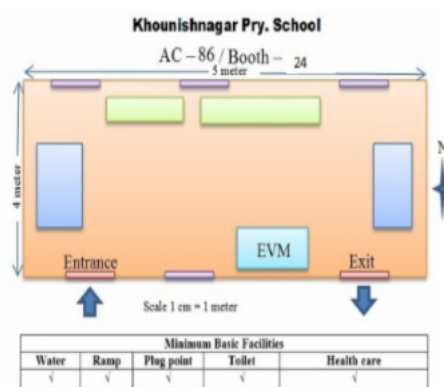 Khounishnagar Pry. School
AC – 86 / Booth – 24
5 meter
4 meter
N
EVM
Entrance
Exit
Scale 1 cm = 1 meter
Minimum Basic Facilities
Water Ramp Plug point Toilet Health care
√ √ √ √ √